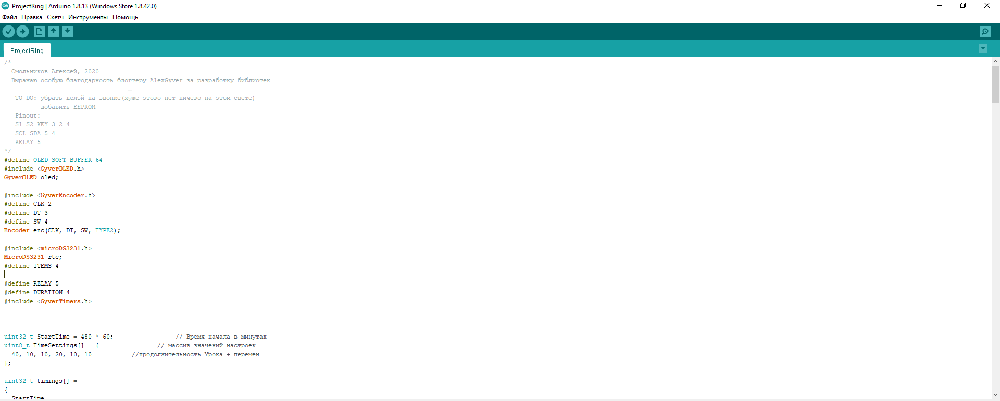 ProjectRing | Arduino 1.8.13 (Windows Store 1.8.42.0)
Файл Правка Скетч Инструменты Помощь
ProjectRing
/*
Смольников Алексей, 2020
Выражаю особую благодарность блоггеру AlexGyver за разработку библиотек
TO DO: убрать делэй на звонке(хуже этого нет ничего на этом свете)
добавить EEPROM
Pinout:
S1 S2 KEY 3 2 4
SCL SDA 5 4
RELAY 5
*/
#define OLED_SOFT_BUFFER_64
#include <GyverOLED.h>
GyverOLED oled;
#include <GyverEncoder.h>
#define CLK 2
#define DT 3
#define SW 4
Encoder enc(CLK, DT, SW, TYPE2);
#include <microDS3231.h>
MicroDS3231 rtc;
#define ITEMS 4
#define RELAY 5
#define DURATION 4
#include <GyverTimers.h>
uint32_t StartTime = 480 * 60; // Время начала в минутах
uint8_t TimeSettings[] = { // массив значений настроек
40, 10, 10, 20, 10, 10 //продолжительность Урока + перемен
};
uint32_t timings[] =
{
StartTime